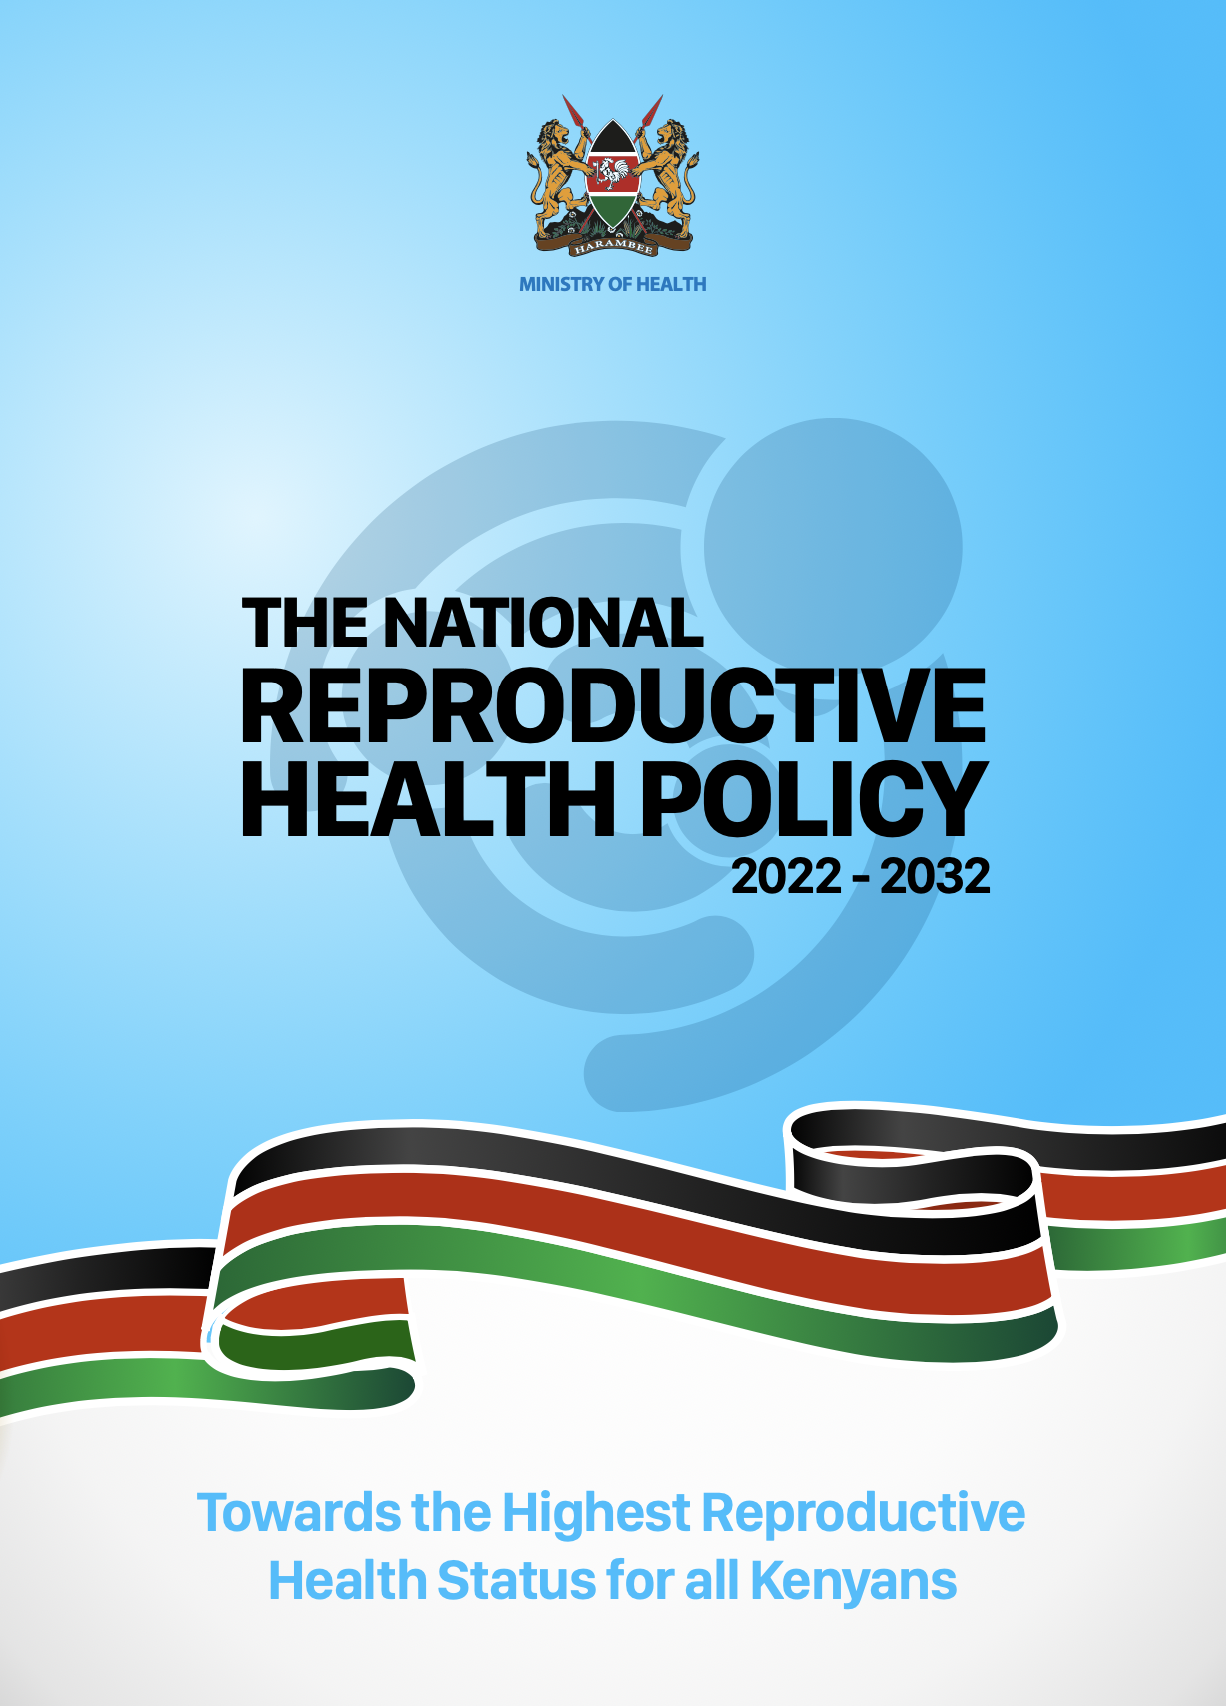 HARAMBEE
MINISTRY OF HEALTH
THE NATIONAL
REPRODUCTIVE
HEALTH POLICY
2022 - 2032
Towards the Highest Reproductive
Health Status for all Kenyans